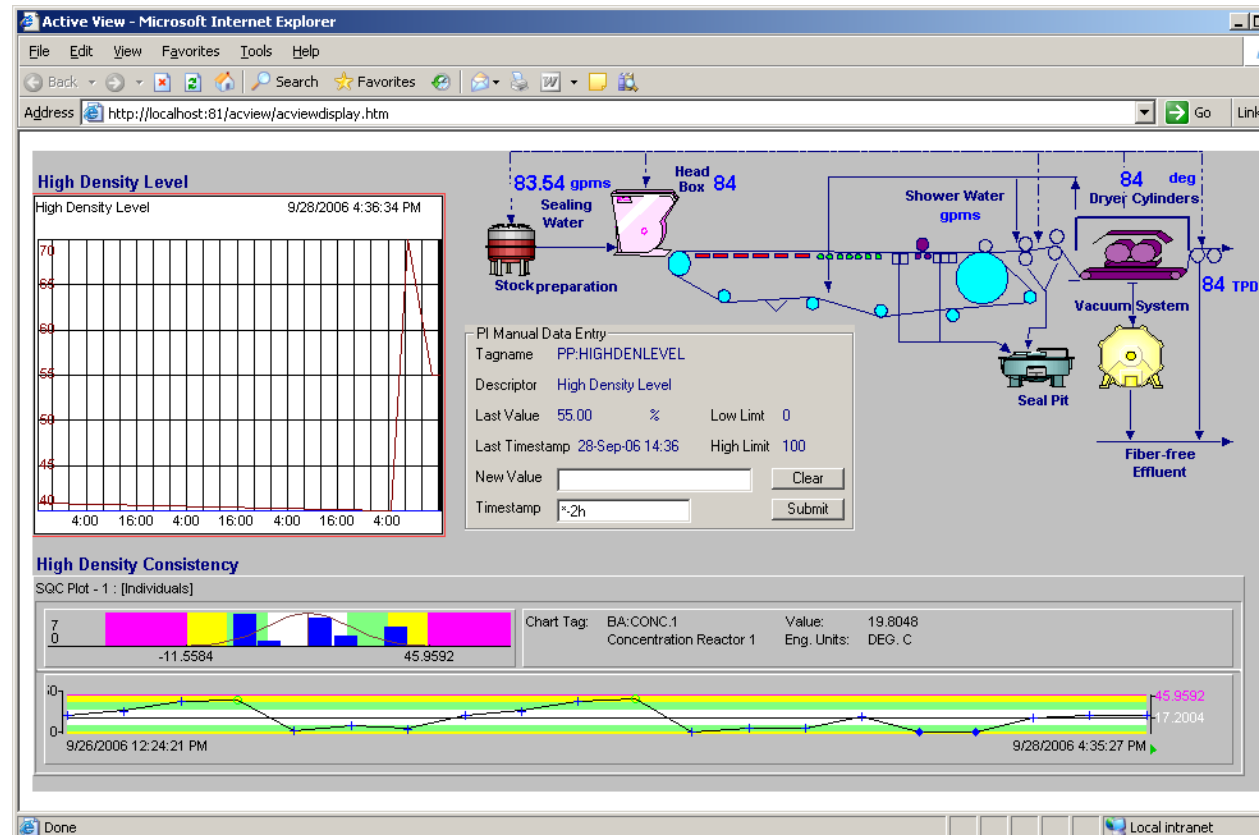 Active View - Microsoft Internet Explorer
File Edit View Favorites Tools Help
Back Search Favorites
Address http://localhost:81/acview/acviewdisplay.htm Go
High Density Level
High Density Level 9/28/2006 4:36:34 PM
70
65
60
55
50
45
40
4:00 16:00 4:00 16:00 4:00 16:00 4:00
83.54 gpms
Sealing
Water
Head
Box 84
Shower Water
gpms
84 deg
Dryer Cylinders
Stock preparation
84 TPD
Vacuum System
Seal Pit
Fiber-free
Effluent
PI Manual Data Entry
Tagname PP:HIGHDENLEVEL
Descriptor High Density Level
Last Value 55.00 % Low Limt 0
Last Timestamp 28-Sep-06 14:36 High Limit 100
New Value Clear
Timestamp *-2h Submit
High Density Consistency
SQC Plot - 1 : [Individuals]
7
0
-11.5584 45.9592
Chart Tag: BA:CONC.1 Value: 19.8048
Concentration Reactor 1 Eng. Units: DEG. C
0
45.9592
17.2004
9/26/2006 12:24:21 PM 9/28/2006 4:35:27 PM
Done Local intranet